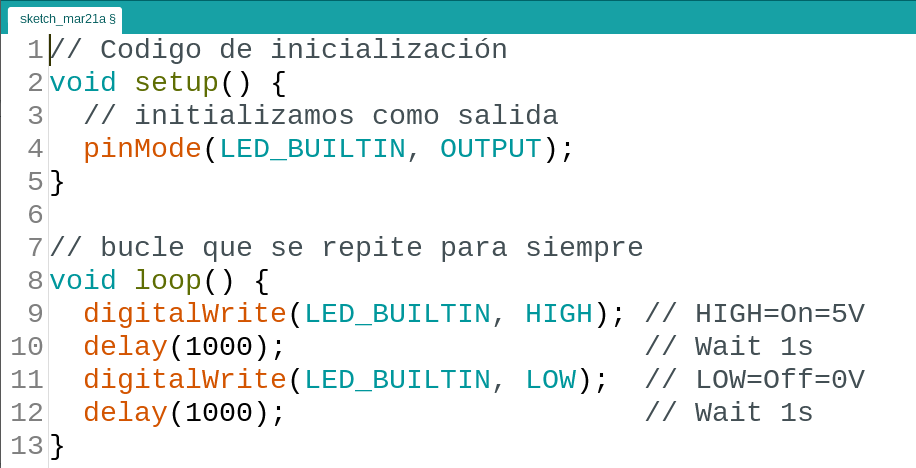 sketch_mar21a §
1 // Codigo de inicialización
2 void setup() {
3   // initializamos como salida
4   pinMode(LED_BUILTIN, OUTPUT);
5 }
6
7 // bucle que se repite para siempre
8 void loop() {
9   digitalWrite(LED_BUILTIN, HIGH); // HIGH=On=5V
10   delay(1000);                     // Wait 1s
11   digitalWrite(LED_BUILTIN, LOW);  // LOW=Off=0V
12   delay(1000);                     // Wait 1s
13 }